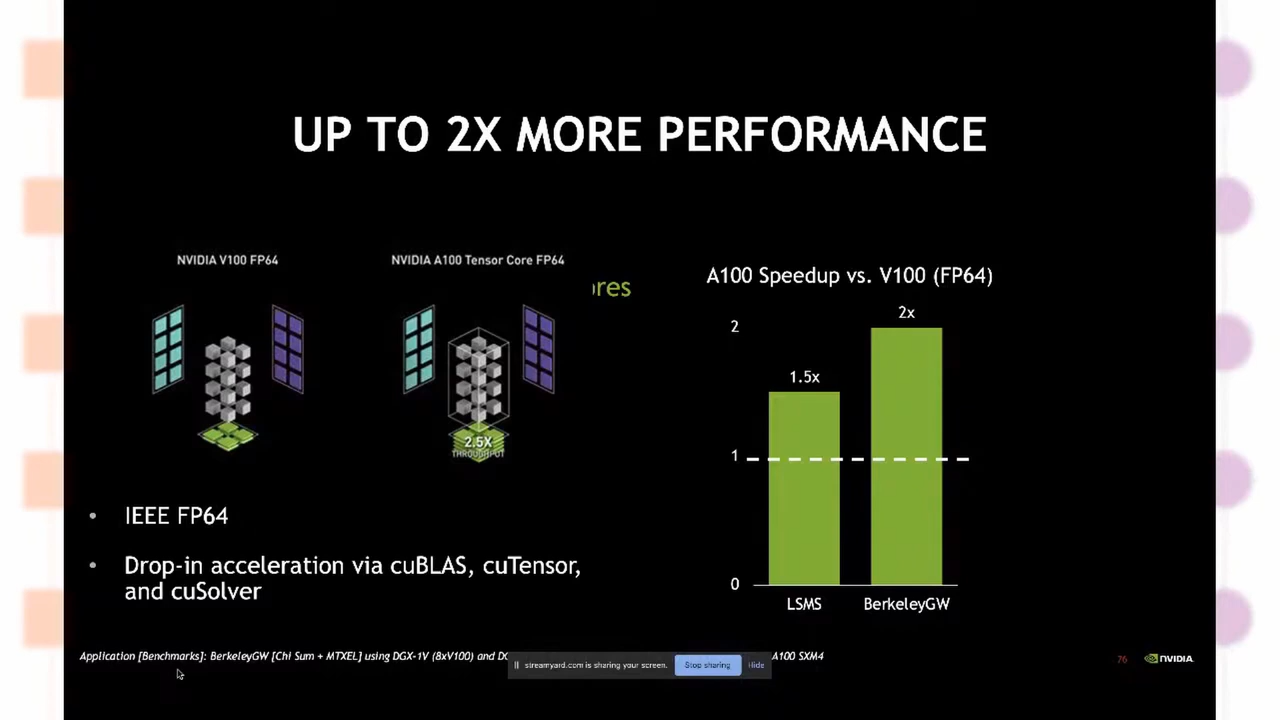 UP TO 2X MORE PERFORMANCE
NVIDIA V100 FP64
NVIDIA A100 Tensor Core FP64
2.5X
THROUGHPUT
• IEEE FP64
• Drop-in acceleration via cuBLAS, cuTensor,
and cuSolver
A100 Speedup vs. V100 (FP64)
2x
2
1.5x
1
0
LSMS
BerkeleyGW
Application [Benchmarks]: BerkeleyGW [Chi Sum + MTXEL] using DGX-1V (8xV100) and
A100 SXM4
streamyard.com is sharing your screen.
Stop sharing
Hide
76
NVIDIA